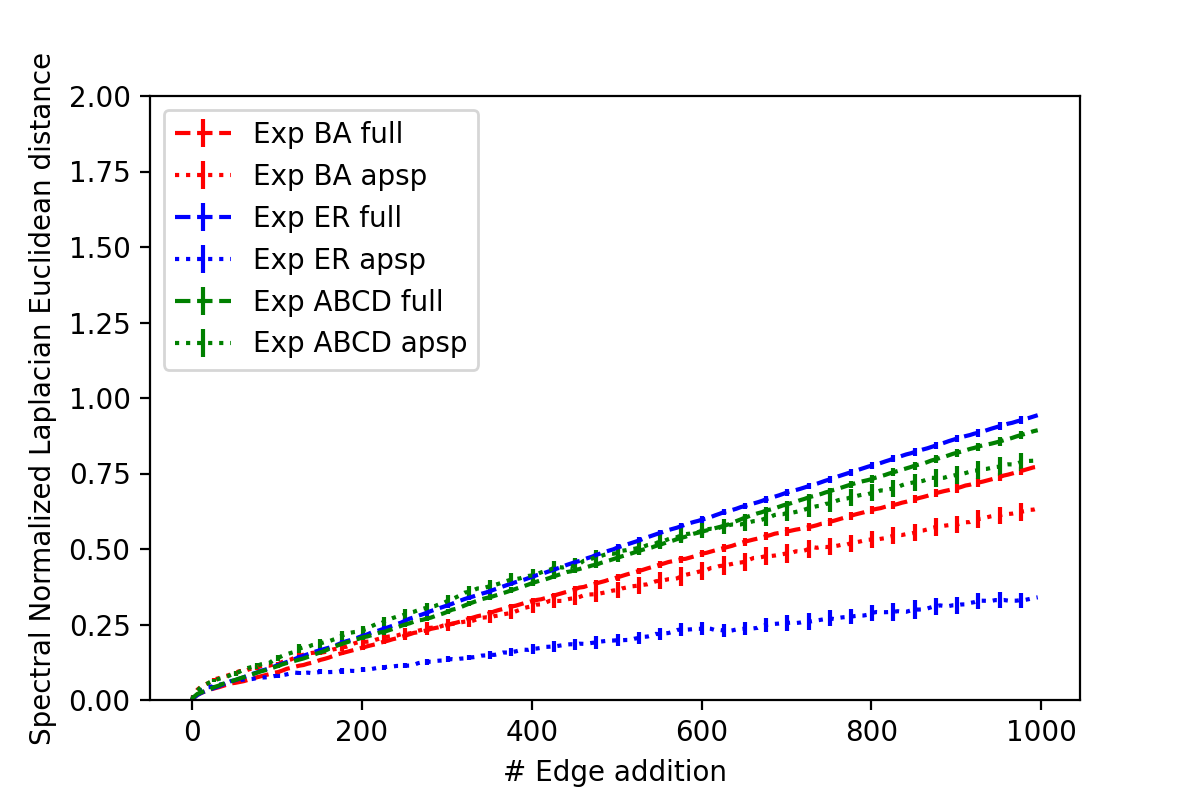 Spectral Normalized Laplacian Euclidean distance
2.00
1.75
1.50
1.25
1.00
0.75
0.50
0.25
0.00
Exp BA full
Exp BA apsp
Exp ER full
Exp ER apsp
Exp ABCD full
Exp ABCD apsp
0 200 400 600 800 1000
# Edge addition